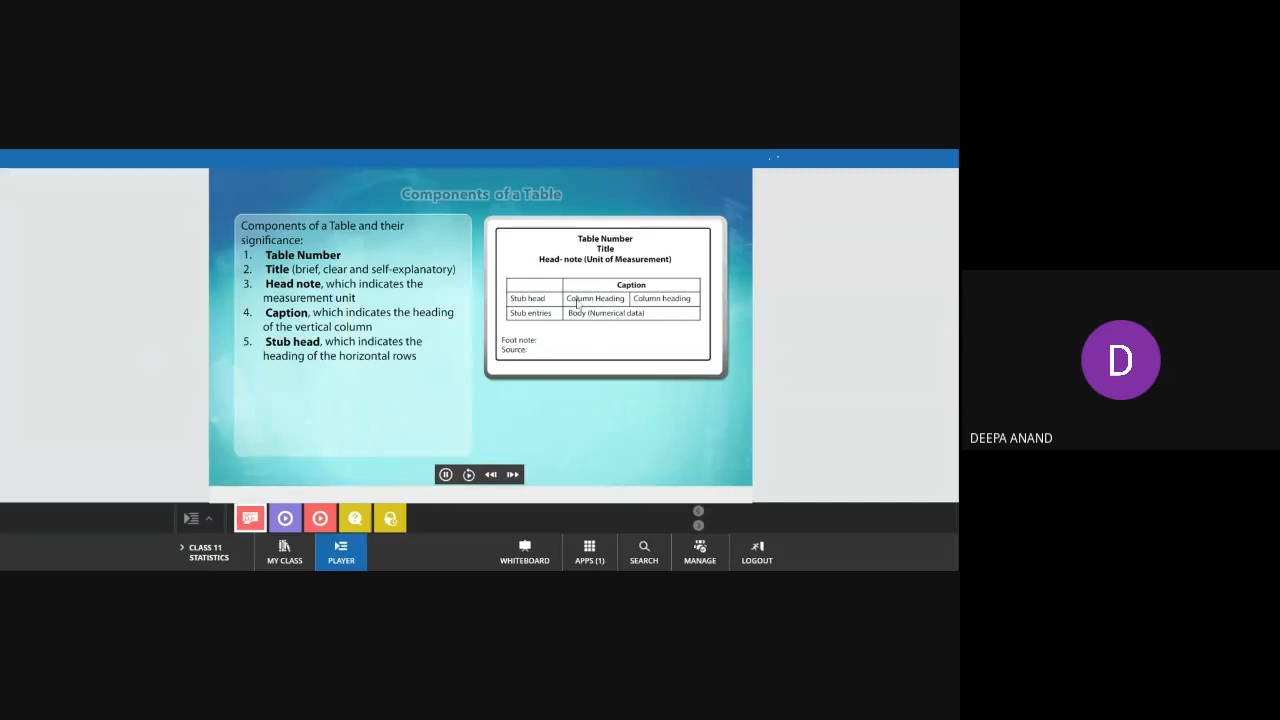 Components of a Table
Components of a Table and their
significance:
1. Table Number
2. Title (brief, clear and self-explanatory)
3. Head note, which indicates the
measurement unit
4. Caption, which indicates the heading
of the vertical column
5. Stub head, which indicates the
heading of the horizontal rows
Table Number
Title
Head- note (Unit of Measurement)
Caption
Stub head Column Heading Column heading
Stub entries Body (Numerical data)
Foot note:
Source:
D
DEEPA ANAND
CLASS 11
STATISTICS
MY CLASS
PLAYER
WHITEBOARD
APPS (1)
SEARCH
MANAGE
LOGOUT